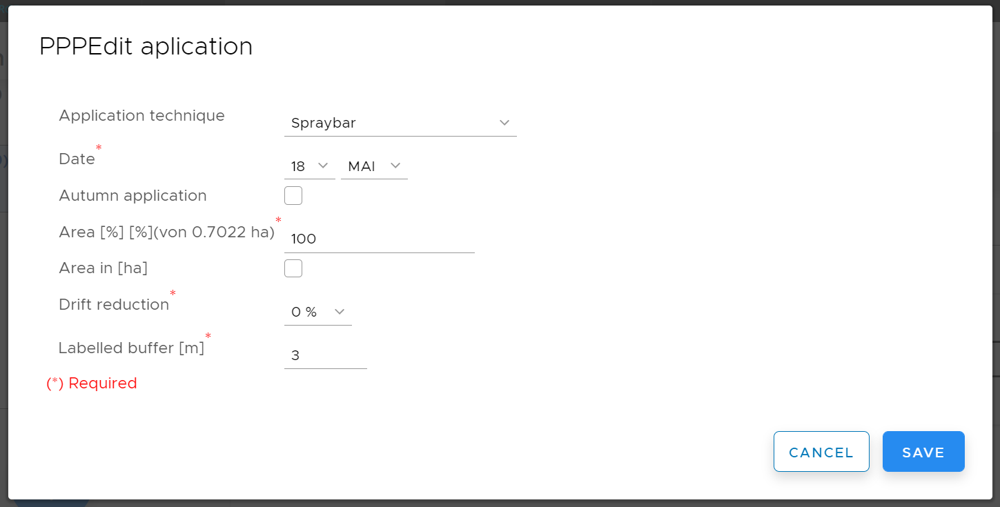 PPPEdit aplication
Application technique Spraybar
Date* 18 MAI
Autumn application
Area [%] [%](von 0.7022 ha)* 100
Area in [ha]
Drift reduction* 0 %
Labelled buffer [m]* 3
(*) Required
CANCEL SAVE